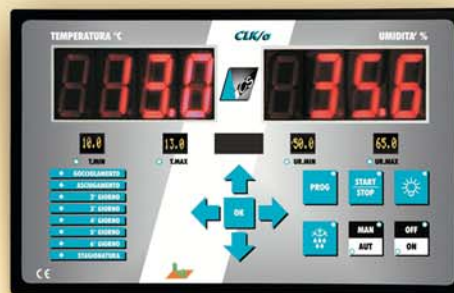 TEMPERATURA °C
CLK/σ
UMIDITA' %
13.0
35.6
10.0
13.0
50.0
65.0
T.MIN
T.MAX
UR.MIN
UR.MAX
GOCCIOLAMENTO
ASCIUGAMENTO
2° GIORNO
3° GIORNO
4° GIORNO
5° GIORNO
6° GIORNO
STAGIONATURA
OK
PROG
START
STOP
MAN
AUT
OFF
ON
CE